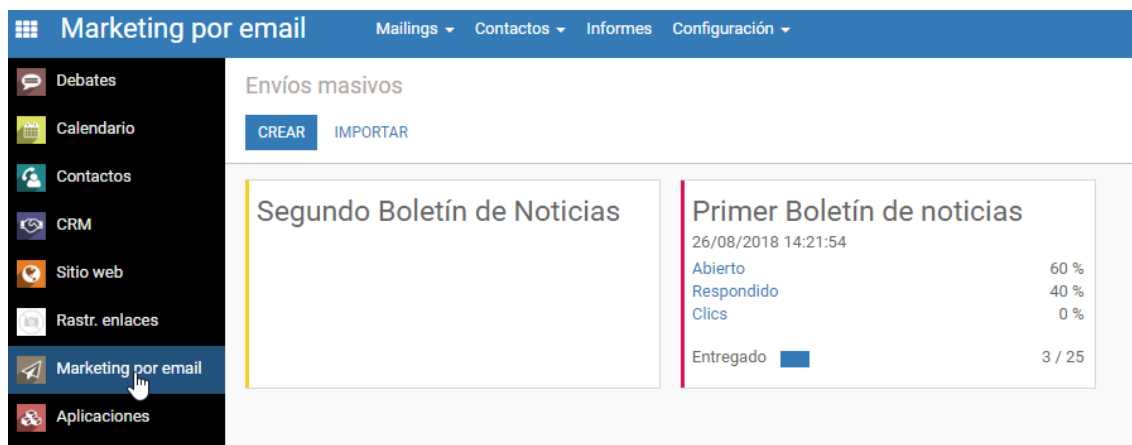 Marketing por email
Mailings Contactos Informes Configuración
Debates
Calendario
Contactos
CRM
Sitio web
Rastr. enlaces
Marketing por email
Aplicaciones
Envíos masivos
CREAR IMPORTAR
Segundo Boletín de Noticias
Primer Boletín de noticias
26/08/2018 14:21:54
Abierto 60 %
Respondido 40 %
Clics 0 %
Entregado 3 / 25